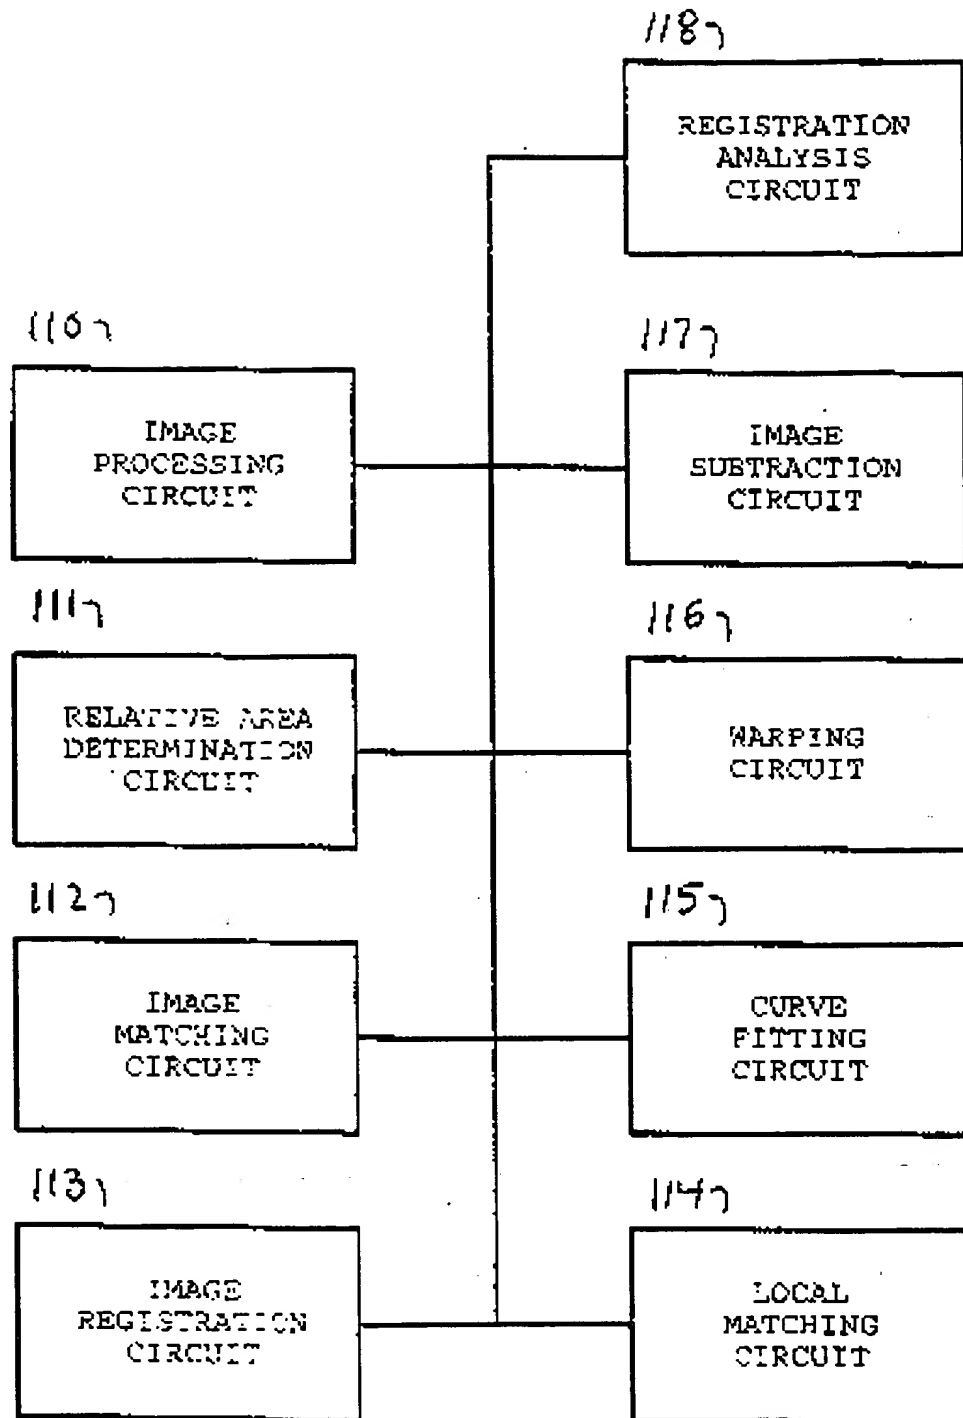 118
REGISTRATION
ANALYSIS
CIRCUIT
110
IMAGE
PROCESSING
CIRCUIT
117
IMAGE
SUBTRACTION
CIRCUIT
111
RELATIVE AREA
DETERMINATION
CIRCUIT
116
WARPING
CIRCUIT
112
IMAGE
MATCHING
CIRCUIT
115
CURVE
FITTING
CIRCUIT
113
IMAGE
REGISTRATION
CIRCUIT
114
LOCAL
MATCHING
CIRCUIT